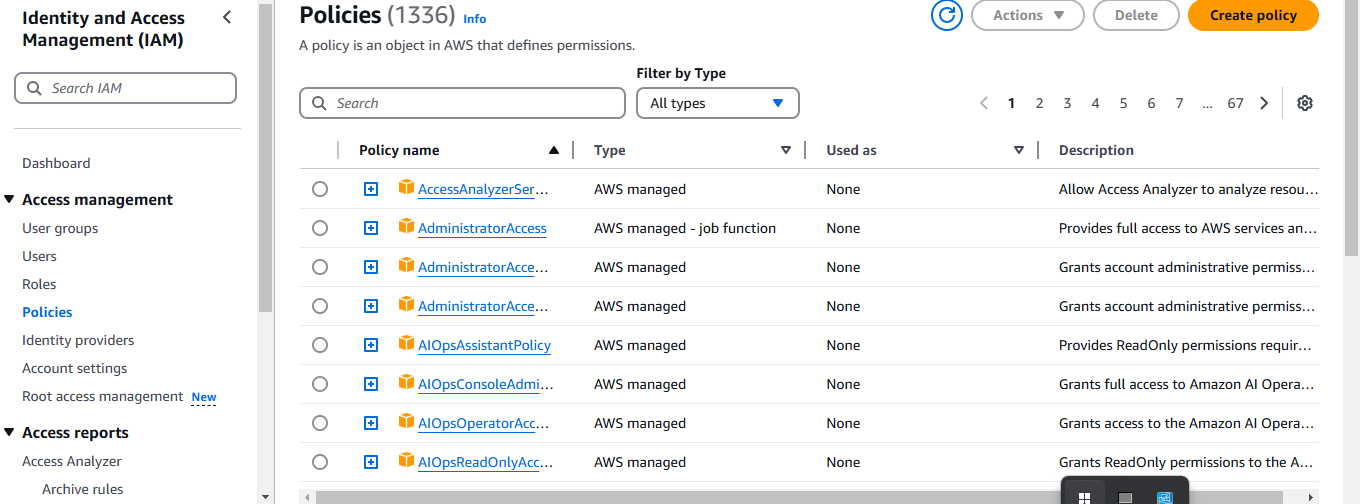 Identity and Access
Management (IAM)
Search IAM
Dashboard
Access management
User groups
Users
Roles
Policies
Identity providers
Account settings
Root access management New
Access reports
Access Analyzer
Archive rules
Policies (1336) Info
Actions
Delete
Create policy
A policy is an object in AWS that defines permissions.
Filter by Type
Search
All types
1 2 3 4 5 6 7 ... 67
Policy name Type Used as Description
AccessAnalyzerSer... AWS managed None Allow Access Analyzer to analyze resou...
AdministratorAccess AWS managed - job function None Provides full access to AWS services an...
AdministratorAcce... AWS managed None Grants account administrative permiss...
AdministratorAcce... AWS managed None Grants account administrative permiss...
AIOpsAssistantPolicy AWS managed None Provides ReadOnly permissions requir...
AIOpsConsoleAdmi... AWS managed None Grants full access to Amazon AI Opera...
AIOpsOperatorAcc... AWS managed None Grants access to the Amazon AI Operat...
AIOpsReadOnlyAcc... AWS managed None Grants ReadOnly permissions to the A...